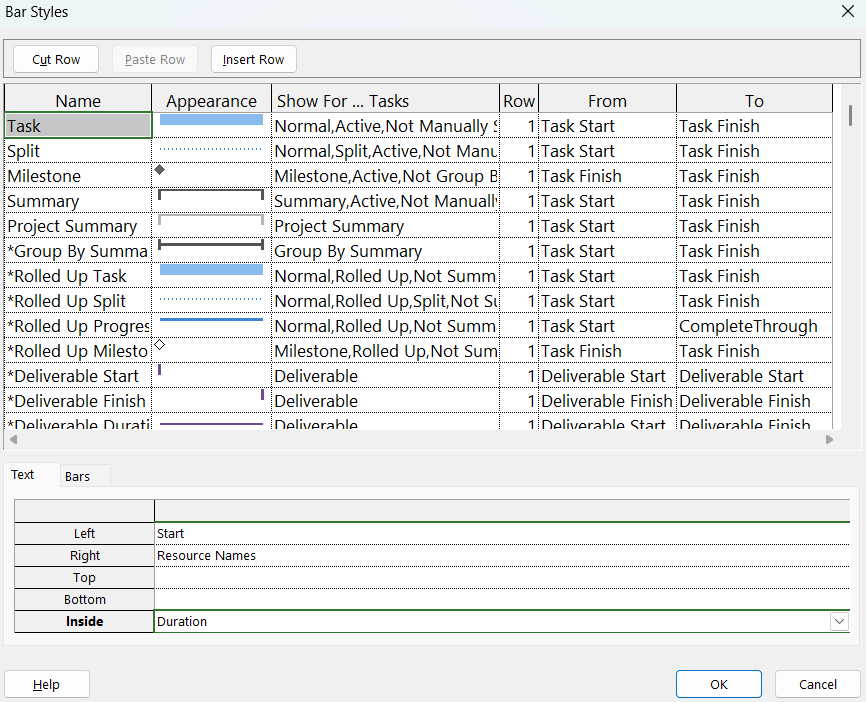 Bar Styles
Cut Row Paste Row Insert Row
Name Appearance Show For ... Tasks Row From To
Task Normal,Active,Not Manually 1 Task Start Task Finish
Split Normal,Split,Active,Not Manu 1 Task Start Task Finish
Milestone Milestone,Active,Not Group B 1 Task Finish Task Finish
Summary Summary,Active,Not Manually 1 Task Start Task Finish
Project Summary Project Summary 1 Task Start Task Finish
*Group By Summa Group By Summary 1 Task Start Task Finish
*Rolled Up Task Normal,Rolled Up,Not Summ 1 Task Start Task Finish
*Rolled Up Split Normal,Rolled Up,Split,Not Su 1 Task Start Task Finish
*Rolled Up Progres Normal,Rolled Up,Not Summ 1 Task Start CompleteThrough
*Rolled Up Milesto Milestone,Rolled Up,Not Sum 1 Task Finish Task Finish
*Deliverable Start Deliverable 1 Deliverable Start Deliverable Start
*Deliverable Finish Deliverable 1 Deliverable Finish Deliverable Finish
*Deliverable Durati Deliverable 1 Deliverable Start Deliverable Finish
Text Bars
Left Start
Right Resource Names
Top
Bottom
Inside Duration
Help OK Cancel